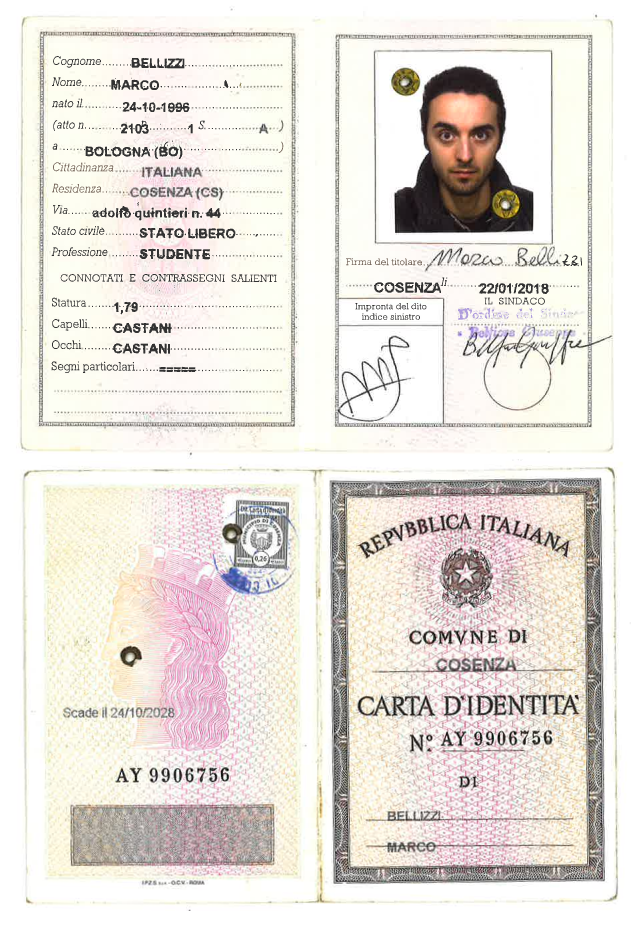 Cognome BELLIZZI
Nome MARCO
nato il 24-10-1996
(atto n. 2103 P 1 S. A )
a BOLOGNA (BO) )
Cittadinanza ITALIANA
Residenza COSENZA (CS)
Via adolfo quintieri n. 44
Stato civile STATO LIBERO
Professione STUDENTE
CONNOTATI E CONTRASSEGNI SALIENTI
Statura 1,79
Capelli CASTANI
Occhi CASTANI
Segni particolari =====
Firma del titolare Marco Bellizzi
COSENZA li 22/01/2018
IL SINDACO
Impronta del dito
indice sinistro
D'ordine del Sindaco
Scade il 24/10/2028
0,26
AY 9906756
I.P.Z.S. S.p.A. - O.C.V. - ROMA
REPVBBLICA ITALIANA
COMVNE DI
COSENZA
CARTA D'IDENTITA'
Nº AY 9906756
DI
BELLIZZI
MARCO